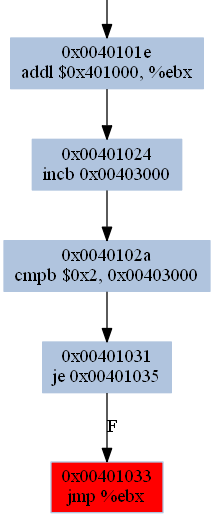 0x0040101e
addl $0x401000, %ebx
0x00401024
incb 0x00403000
0x0040102a
cmpb $0x2, 0x00403000
0x00401031
je 0x00401035
F
0x00401033
jmp %ebx